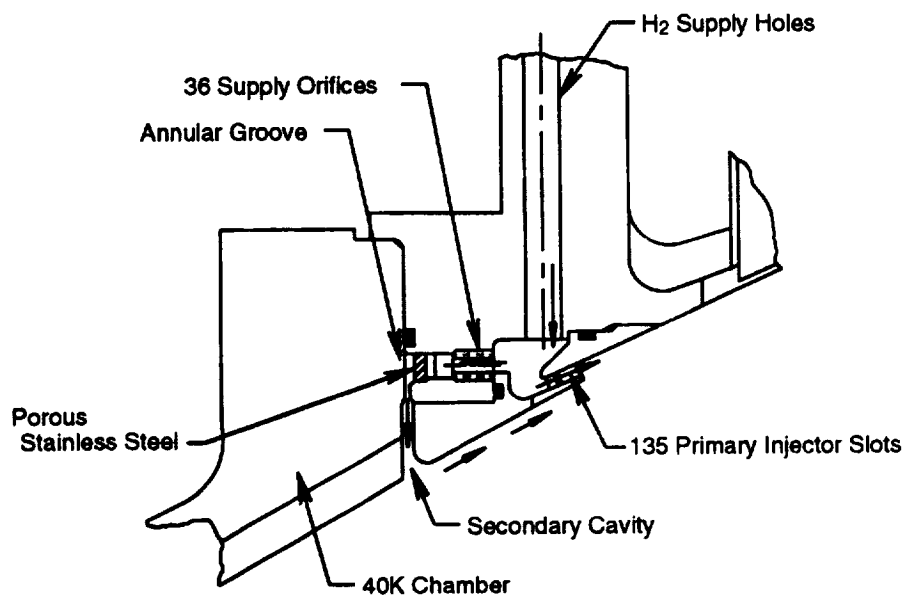 H₂ Supply Holes
36 Supply Orifices
Annular Groove
Porous
Stainless Steel
135 Primary Injector Slots
Secondary Cavity
40K Chamber